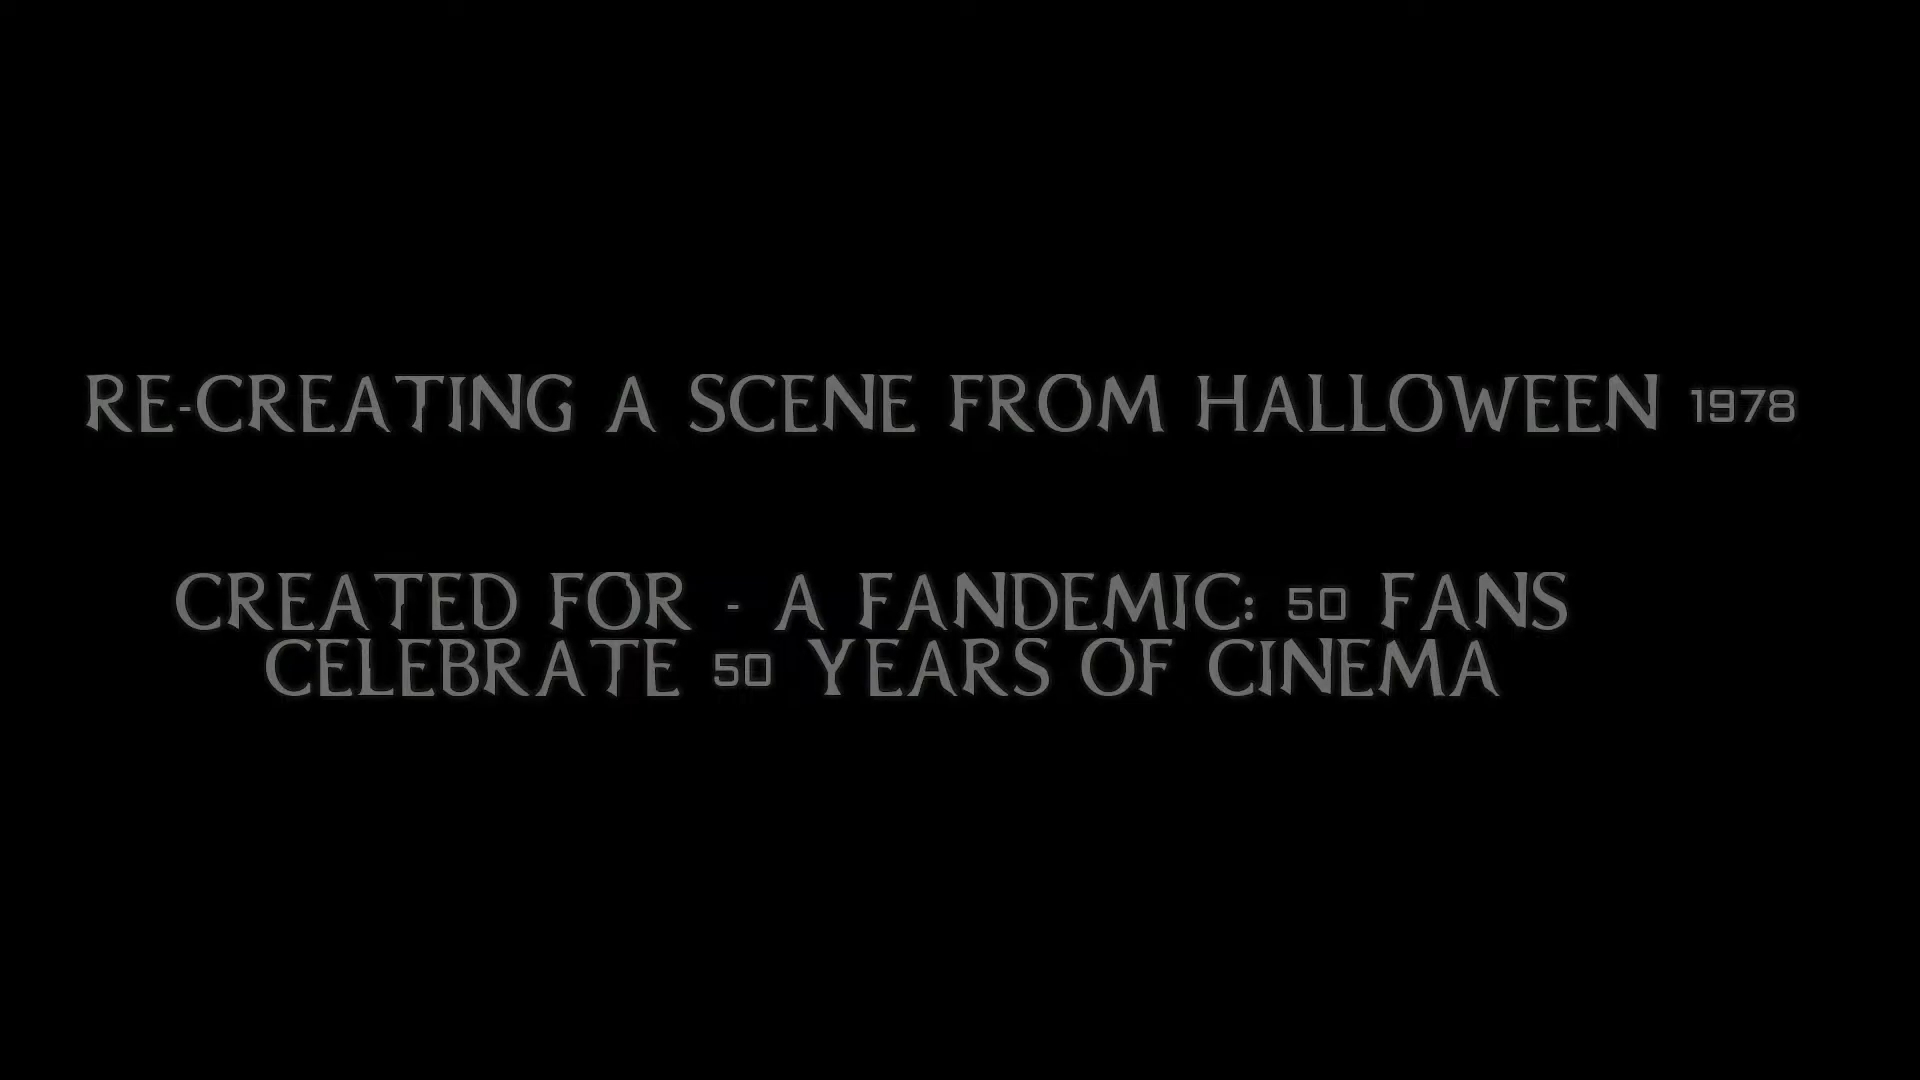 RE-CREATING A SCENE FROM HALLOWEEN 1978
CREATED FOR - A FANDEMIC: 50 FANS
CELEBRATE 50 YEARS OF CINEMA